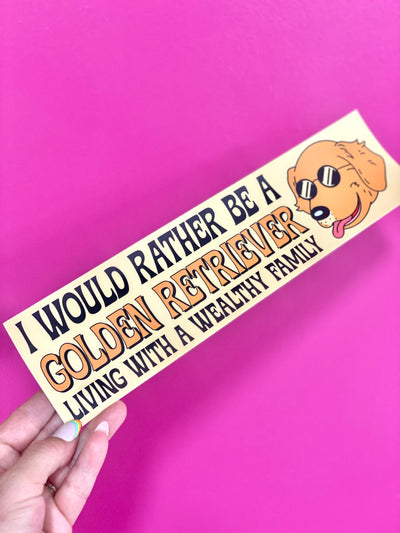 I WOULD RATHER BE A
GOLDEN RETRIEVER
LIVING WITH A WEALTHY FAMILY